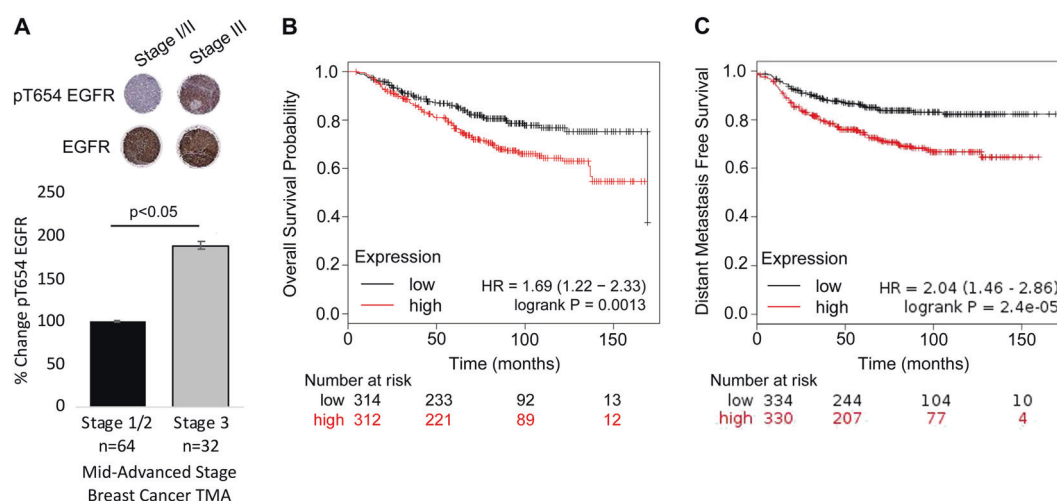 A
Stage I/II
Stage III
pT654 EGFR
EGFR
% Change pT654 EGFR
250
200
150
100
50
0
p<0.05
Stage 1/2
n=64
Stage 3
n=32
Mid-Advanced Stage
Breast Cancer TMA
B
Overall Survival Probability
1.0
0.8
0.6
0.4
0.2
0.0
Expression
low
high
HR = 1.69 (1.22 − 2.33)
logrank P = 0.0013
0 50 100 150
Time (months)
Number at risk
low 314 233 92 13
high 312 221 89 12
C
Distant Metastasis Free Survival
1.0
0.8
0.6
0.4
0.2
0.0
Expression
low
high
HR = 2.04 (1.46 - 2.86)
logrank P = 2.4e-05
0 50 100 150
Time (months)
Number at risk
low 334 244 104 10
high 330 207 77 4